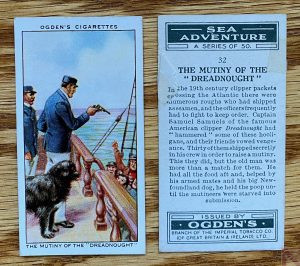 OGDEN'S CIGARETTES
THE MUTINY OF THE "DREADNOUGHT"
SEA
ADVENTURE
A SERIES OF 50.
32
THE MUTINY OF THE
"DREADNOUGHT"
In the 19th century clipper packets
crossing the Atlantic there were
numerous roughs who had shipped
as seamen, and the officers frequently
had to fight to keep order. Captain
Samuel Samuels of the famous
American clipper Dreadnought had
"hammered" some of these hooli-
gans, and their friends vowed venge-
ance. Thirty of them shipped secretly
in his crew in order to raise a mutiny.
This they did, but the old man was
more than a match for them. He
had all the food aft, and helped by
his armed mates and his big New-
foundland dog, he held the poop until
the mutineers were starved into
submission.
ISSUED BY
OGDEN'S
BRANCH OF THE IMPERIAL TOBACCO CO.
(OF GREAT BRITAIN & IRELAND), LTD.